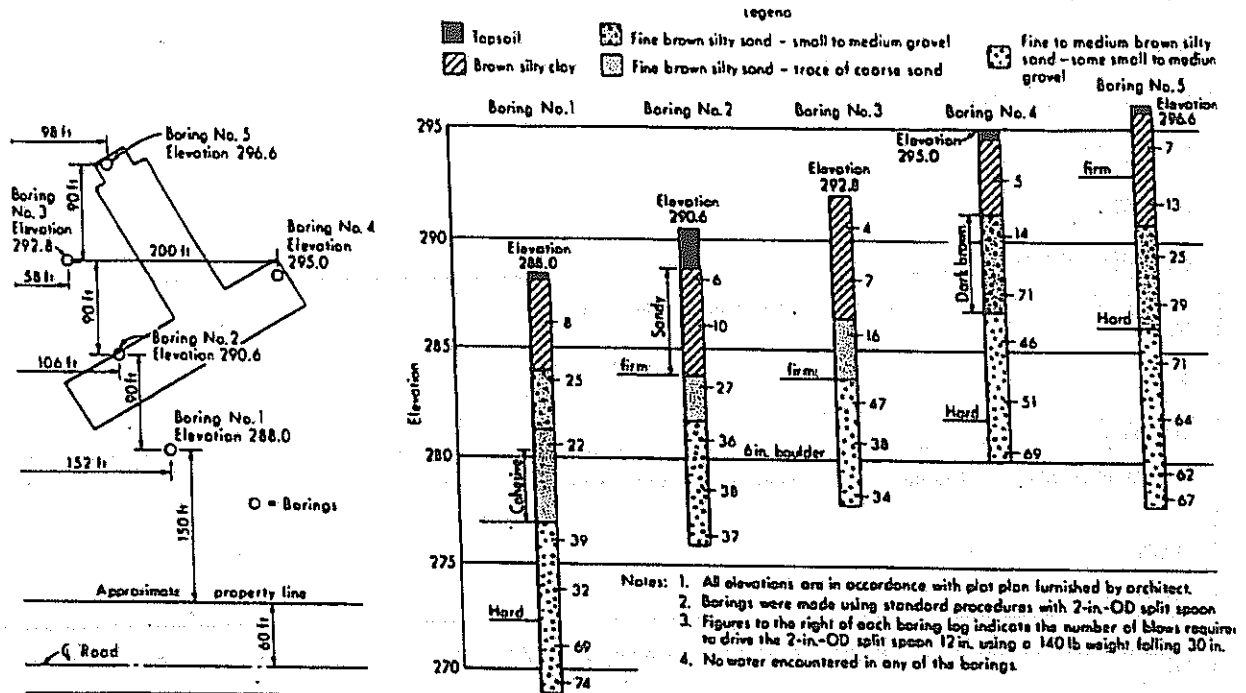 Legend
Topsoil
Brown silty clay
Fine brown silty sand - small to medium gravel
Fine brown silty sand - trace of coarse sand
Fine to medium brown silty
sand - some small to medium
gravel
98 ft
Boring No. 5
Elevation 296.6
90 ft
Boring
No. 3
Elevation
292.8
200 ft
Boring No. 4
Elevation
295.0
58 ft
90 ft
Boring No. 2
Elevation 290.6
106 ft
90 ft
Boring No. 1
Elevation 288.0
152 ft
150 ft
O = Borings
Approximate property line
60 ft
℄ Road
Elevation
295
290
285
280
275
270
Boring No. 1
Elevation
288.0
8
25
22
Cohesive
39
32
Hard
69
74
Boring No. 2
Elevation
290.6
6
Sandy
10
firm
27
36
38
37
Boring No. 3
Elevation
292.8
4
7
16
firm
47
6 in. boulder
38
34
Boring No. 4
Elevation
295.0
5
Dark brown
14
71
46
Hard
51
69
Boring No. 5
Elevation
296.6
7
firm
13
25
29
Hard
71
64
62
67
Notes: 1. All elevations are in accordance with plot plan furnished by architect.
2. Borings were made using standard procedures with 2-in.-OD split spoon
3. Figures to the right of each boring log indicate the number of blows required
to drive the 2-in.-OD split spoon 12 in. using a 140 lb weight falling 30 in.
4. No water encountered in any of the borings.